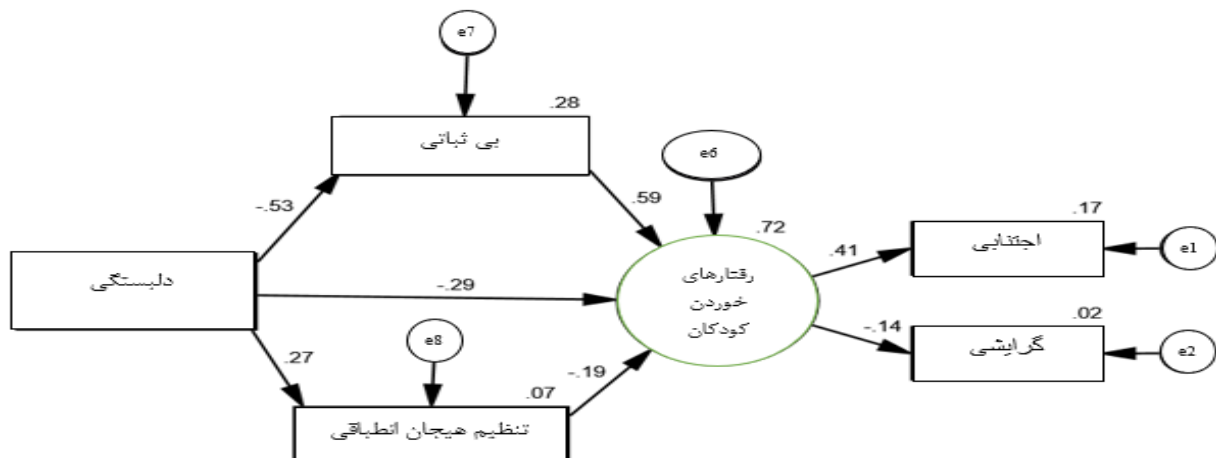 e7
.28
بی ثباتی
e6
-.53
.59
.72
.17
اجتنابی
e1
.41
دلبستگی
-.29
رقتارهای
خوردن
کودکان
.02
گرایشی
e2
-.14
e8
.27
-.19
.07
تنظیم هیجان انطباقی